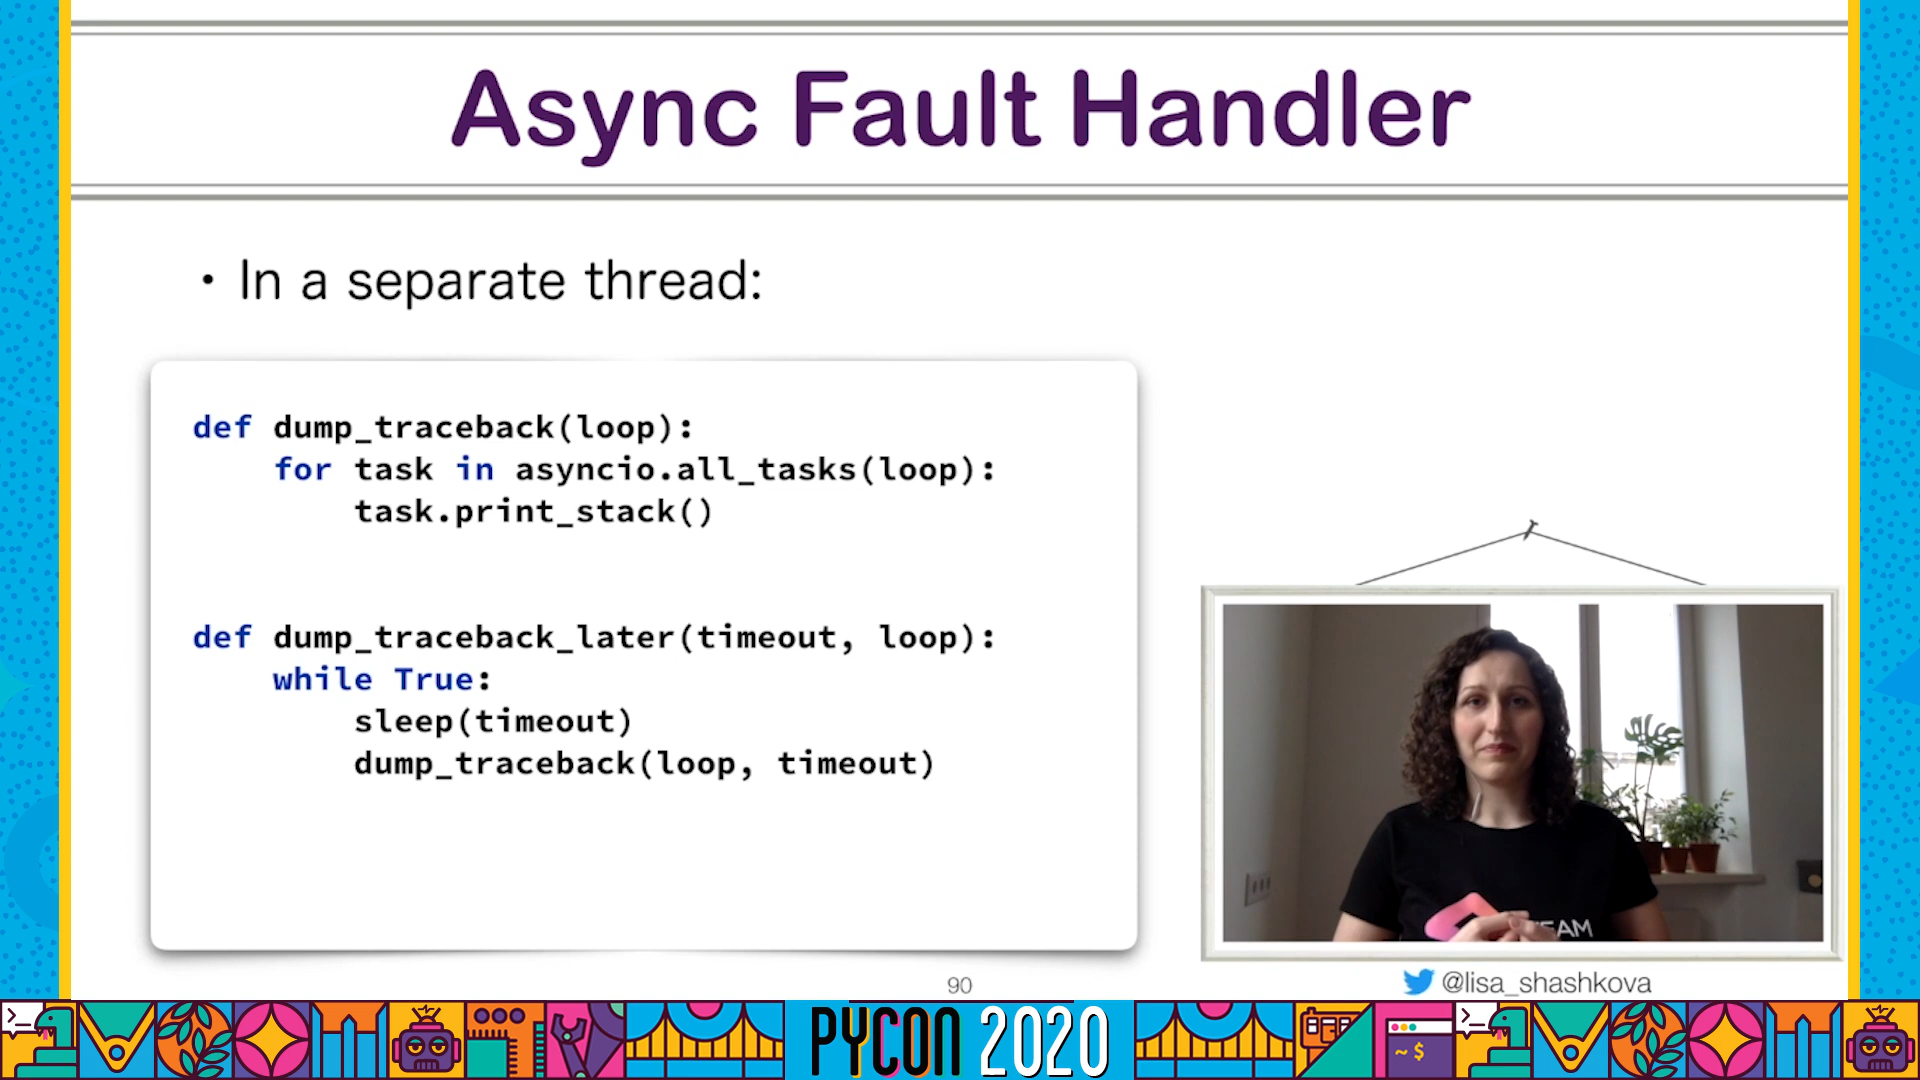 Async Fault Handler
• In a separate thread:
def dump_traceback(loop):
for task in asyncio.all_tasks(loop):
task.print_stack()
def dump_traceback_later(timeout, loop):
while True:
sleep(timeout)
dump_traceback(loop, timeout)
90
@lisa_shashkova
PYCON 2020
~ $